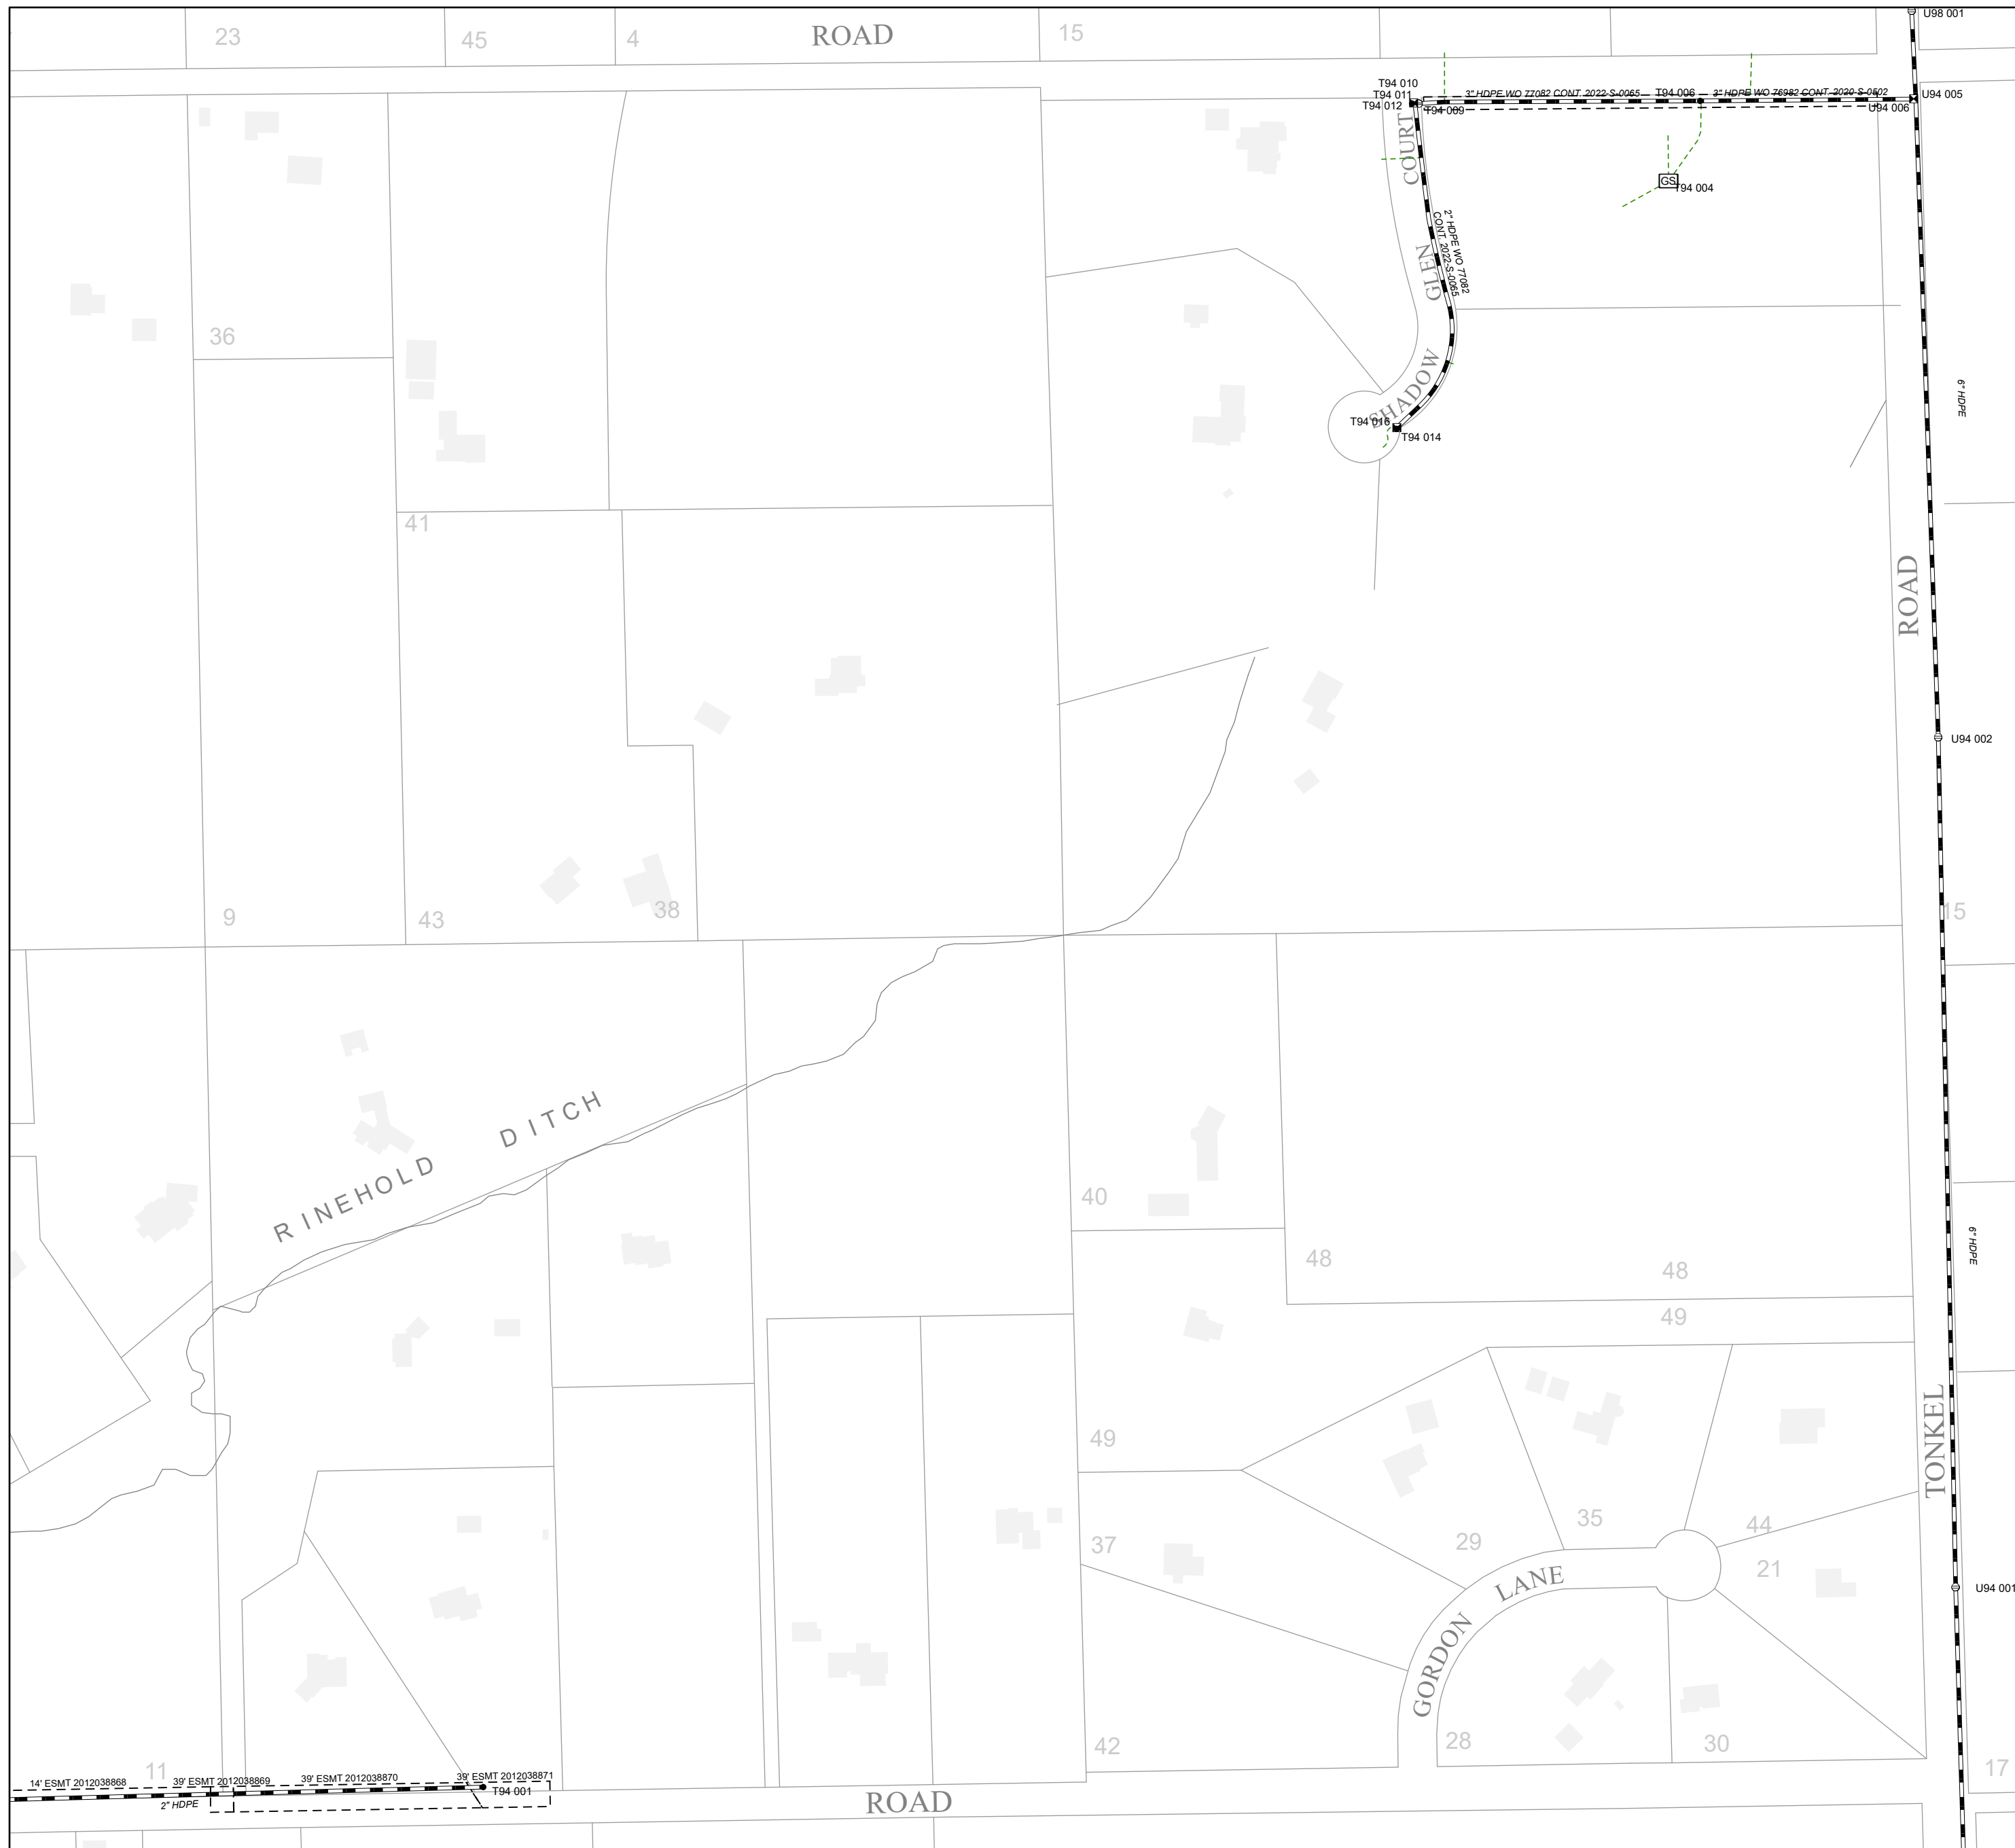 U98 001
23
45
4
ROAD
15
T94 010
T94 011
T94 012
T94 009
3" HDPE WO 77082 CONT. 2022-S-0065
T94 006
3" HDPE WO 76982 CONT. 2020-S-0602
U94 005
U94 006
GS
T94 004
SHADOW GLEN COURT
2" HDPE WO 77082
CONT. 2022-S-0065
36
6" HDPE
T94 016
T94 014
41
ROAD
U94 002
9
43
38
15
RINEHOLD DITCH
40
48
48
6" HDPE
49
49
TONKEL
37
29
35
44
21
U94 001
GORDON LANE
42
28
30
17
11
14' ESMT 2012038868
39' ESMT 2012038869
39' ESMT 2012038870
39' ESMT 2012038871
T94 001
2" HDPE
ROAD